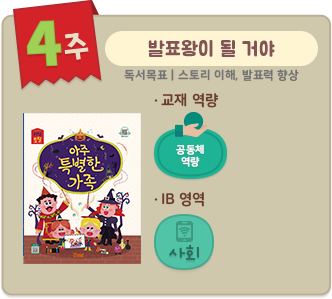 4주
발표왕이 될 거야
독서목표 | 스토리 이해, 발표력 향상
· 교재 역량
공동체
역량
아주
특별한
가족
· IB 영역
사회